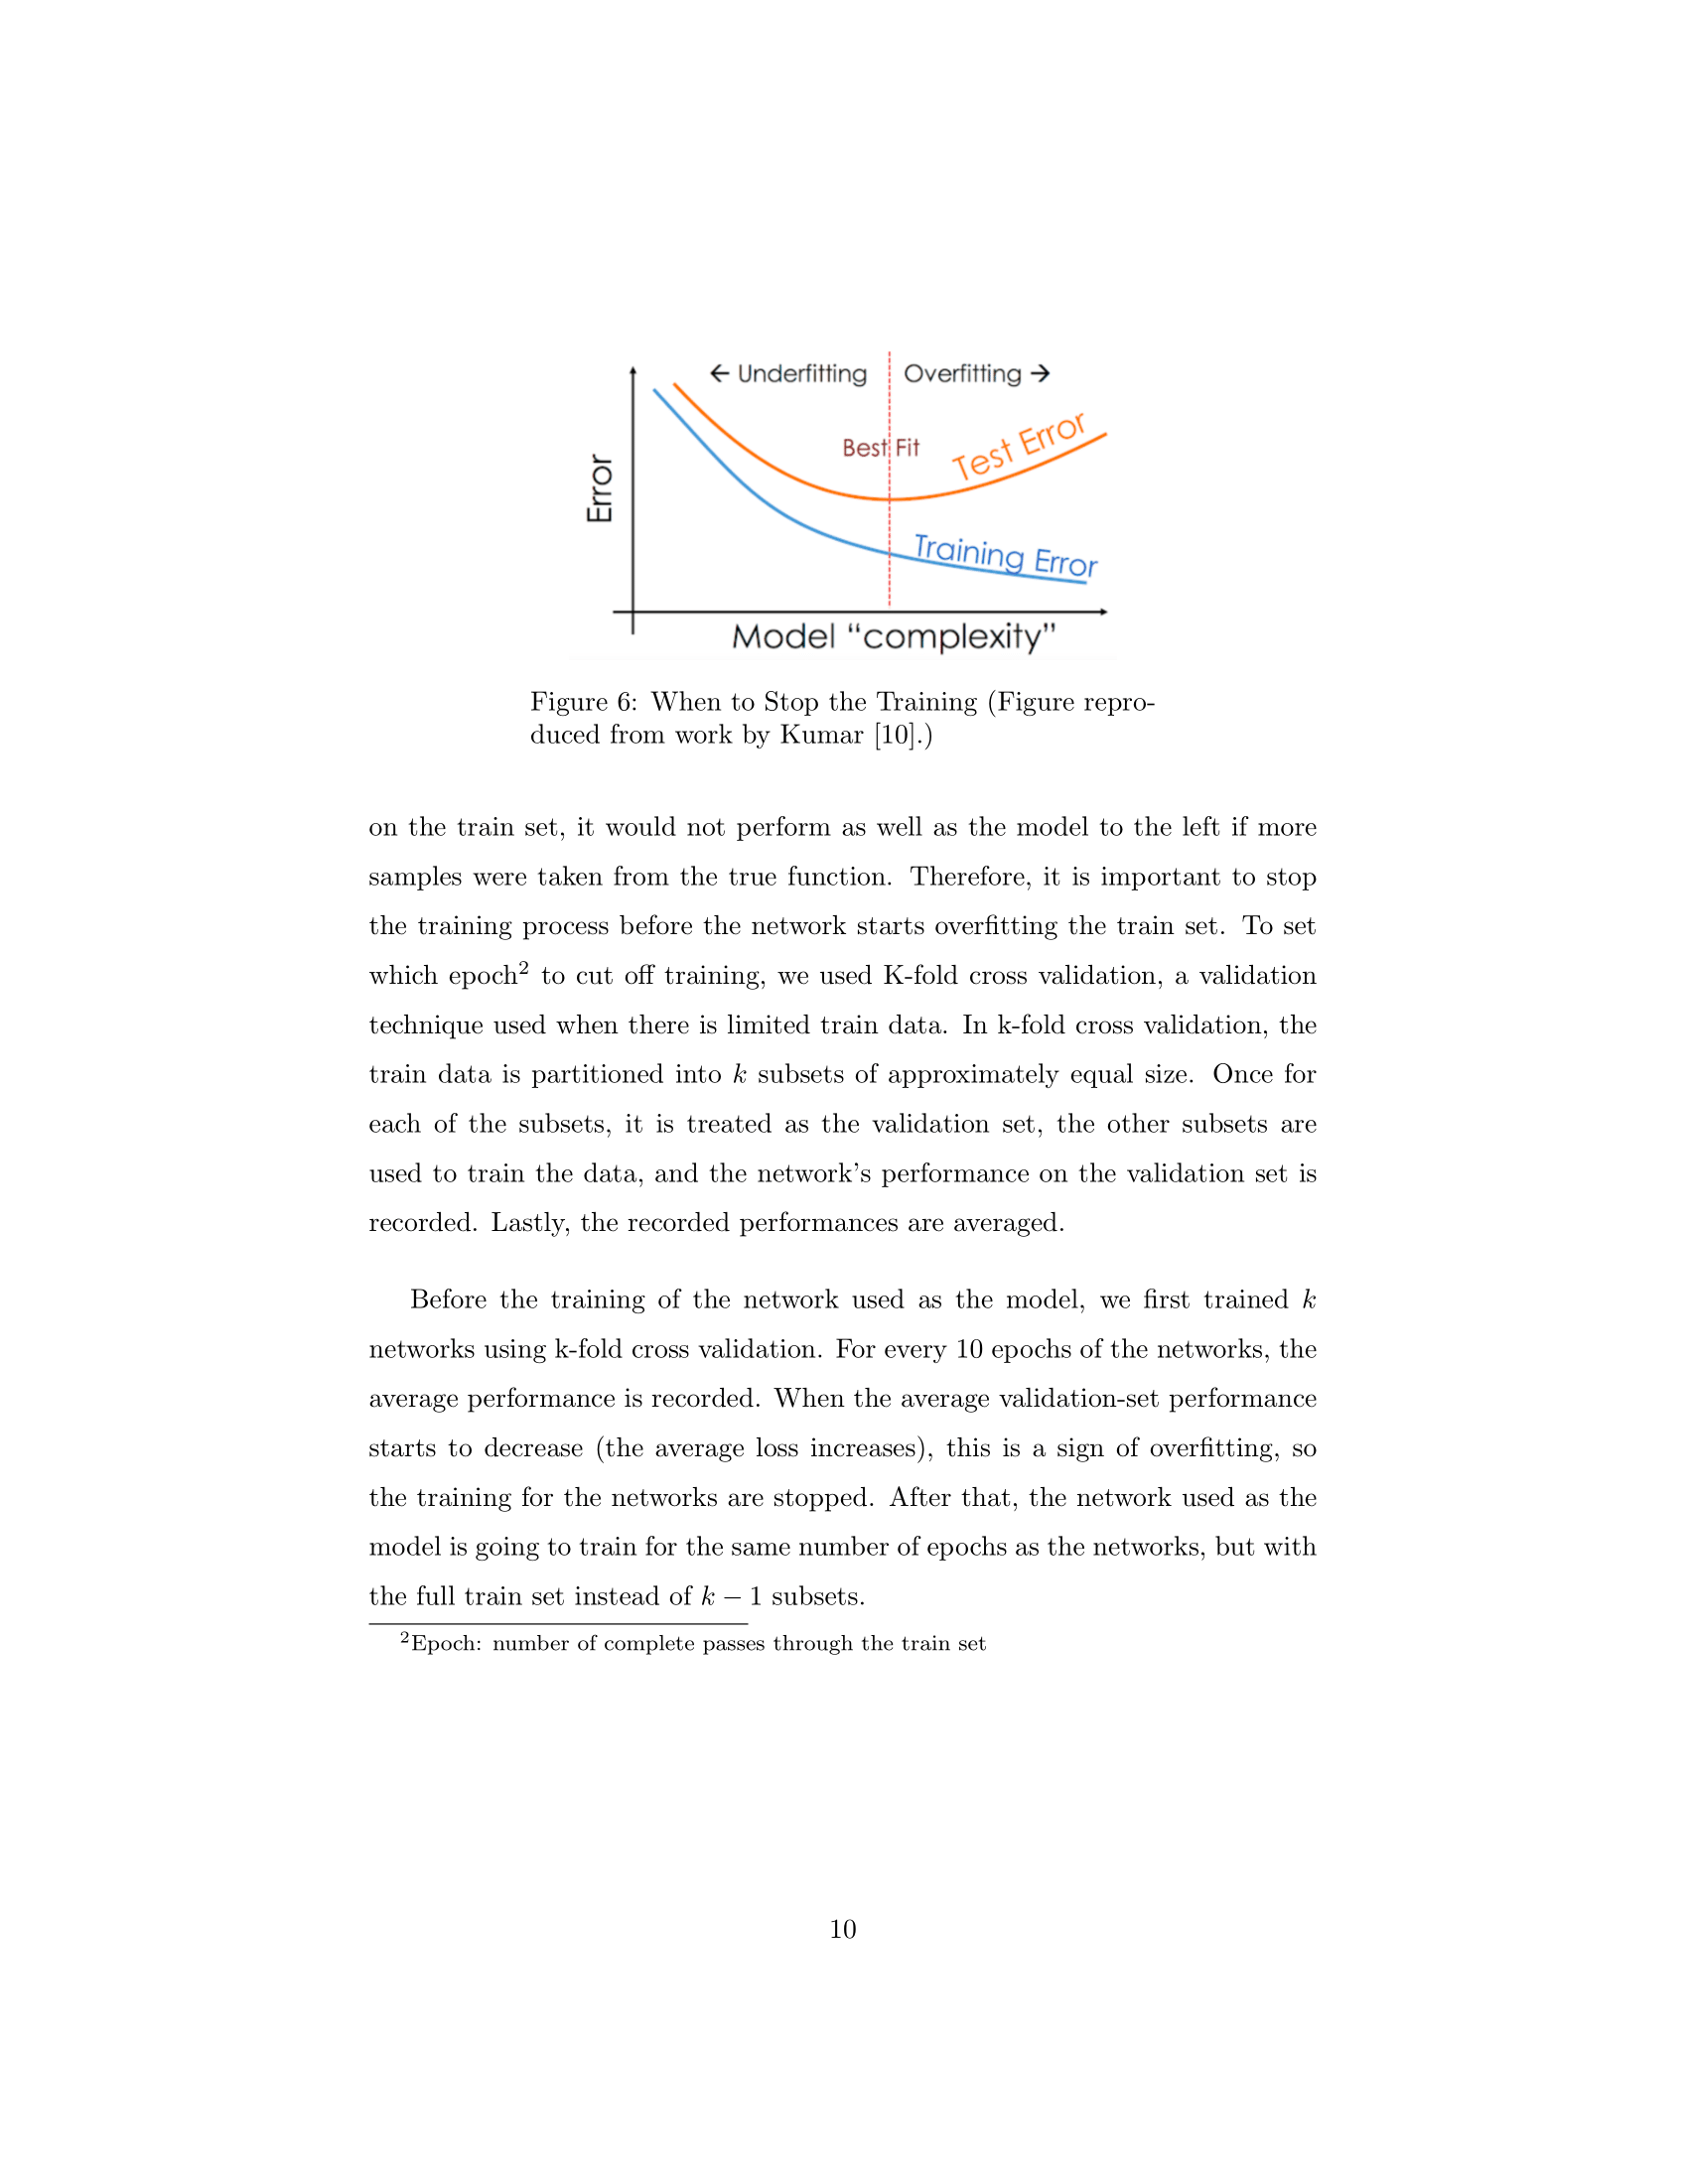 ← Underfitting
Overfitting →
Best Fit
Test Error
Error
Training Error
Model “complexity”
Figure 6: When to Stop the Training (Figure repro-
duced from work by Kumar [10].)
on the train set, it would not perform as well as the model to the left if more
samples were taken from the true function. Therefore, it is important to stop
the training process before the network starts overfitting the train set. To set
which epoch² to cut off training, we used K-fold cross validation, a validation
technique used when there is limited train data. In k-fold cross validation, the
train data is partitioned into k subsets of approximately equal size. Once for
each of the subsets, it is treated as the validation set, the other subsets are
used to train the data, and the network’s performance on the validation set is
recorded. Lastly, the recorded performances are averaged.
Before the training of the network used as the model, we first trained k
networks using k-fold cross validation. For every 10 epochs of the networks, the
average performance is recorded. When the average validation-set performance
starts to decrease (the average loss increases), this is a sign of overfitting, so
the training for the networks are stopped. After that, the network used as the
model is going to train for the same number of epochs as the networks, but with
the full train set instead of k − 1 subsets.
²Epoch: number of complete passes through the train set
10